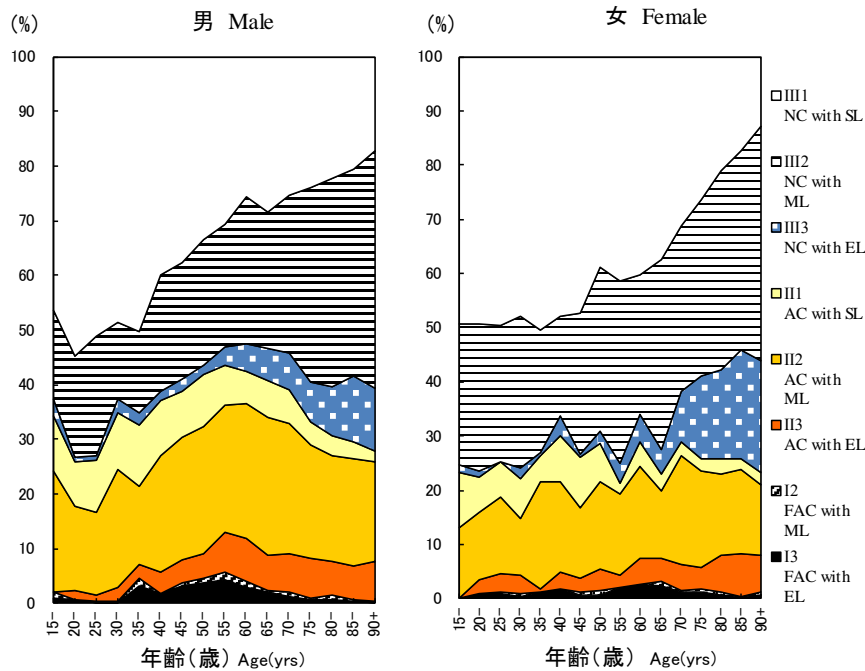 (%)
男 Male
100
90
80
70
60
50
40
30
20
10
0
15
20
25
30
35
40
45
50
55
60
65
70
75
80
85
90+
年齢(歳) Age(yrs)
(%)
女 Female
100
90
80
70
60
50
40
30
20
10
0
15
20
25
30
35
40
45
50
55
60
65
70
75
80
85
90+
年齢(歳) Age(yrs)
III1
NC with SL
III2
NC with
ML
III3
NC with EL
II1
AC with SL
II2
AC with
ML
II3
AC with EL
I2
FAC with
ML
I3
FAC with
EL